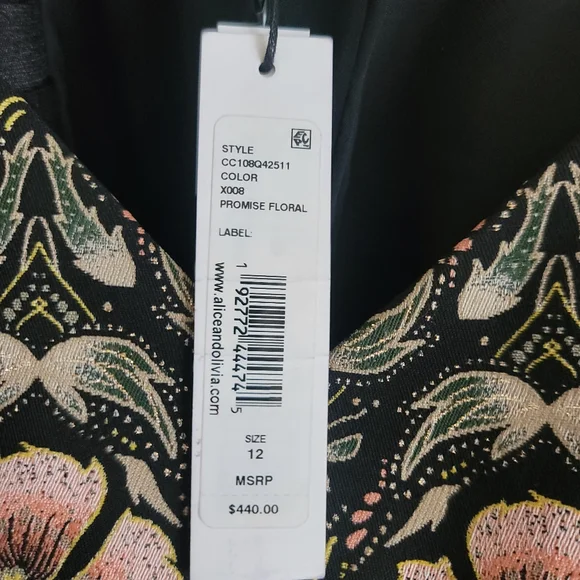 STYLE
CC108Q42511
COLOR
X008
PROMISE FLORAL
LABEL:
1 92772 44474 5
www.aliceandolivia.com
SIZE
12
MSRP
$440.00